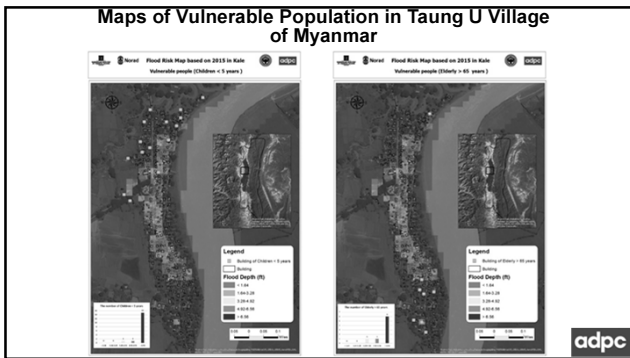 Maps of Vulnerable Population in Taung U Village
of Myanmar
Norad
Flood Risk Map based on 2015 in Kale
adpc
Vulnerable people (Children < 5 years )
Legend
Building of Children < 5 years
Building
Flood Depth (ft)
< 1.64
1.64-3.28
3.28-4.92
4.92-6.56
> 6.56
Norad
Flood Risk Map based on 2015 in Kale
adpc
Vulnerable people (Elderly > 65 years )
Legend
Building of Elderly > 65 years
Building
Flood Depth (ft)
< 1.64
1.64-3.28
3.28-4.92
4.92-6.56
> 6.56
adpc